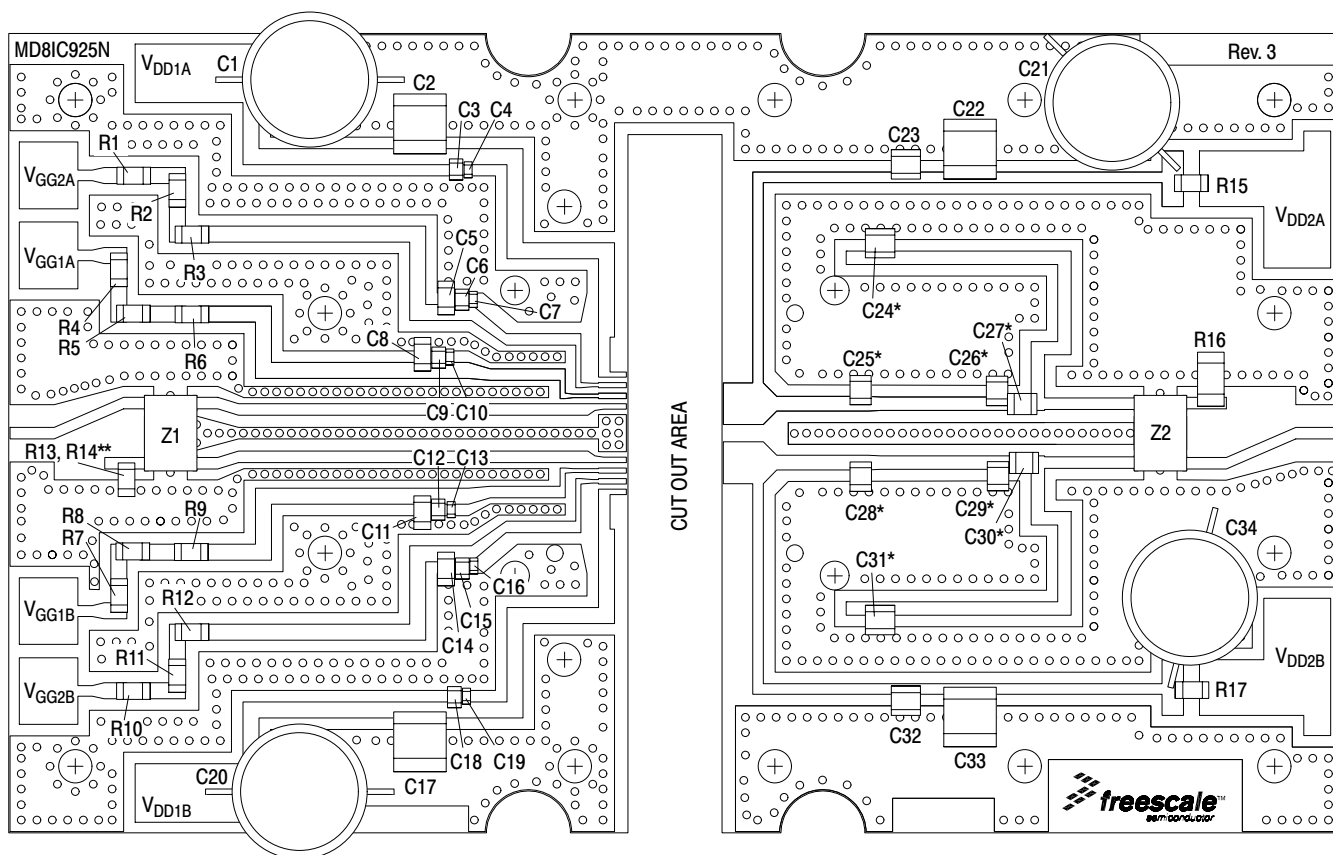 MD8IC925N
VDD1A
C1
C2
C3
C4
C21
Rev. 3
C22
C23
R1
VGG2A
R2
R3
R15
VDD2A
VGG1A
C5
C6
C7
C24*
R4
R5
R6
C8
C9
C10
C27*
C25*
C26*
R16
Z1
CUT OUT AREA
Z2
R13, R14**
C12
C13
C11
C28*
C29*
C30*
R8
R7
R9
C34
C16
C15
C14
C31*
VGG1B
R12
R11
VGG2B
R10
VDD2B
R17
C18
C19
C17
C20
VDD1B
C32
C33
freescale™
semiconductor